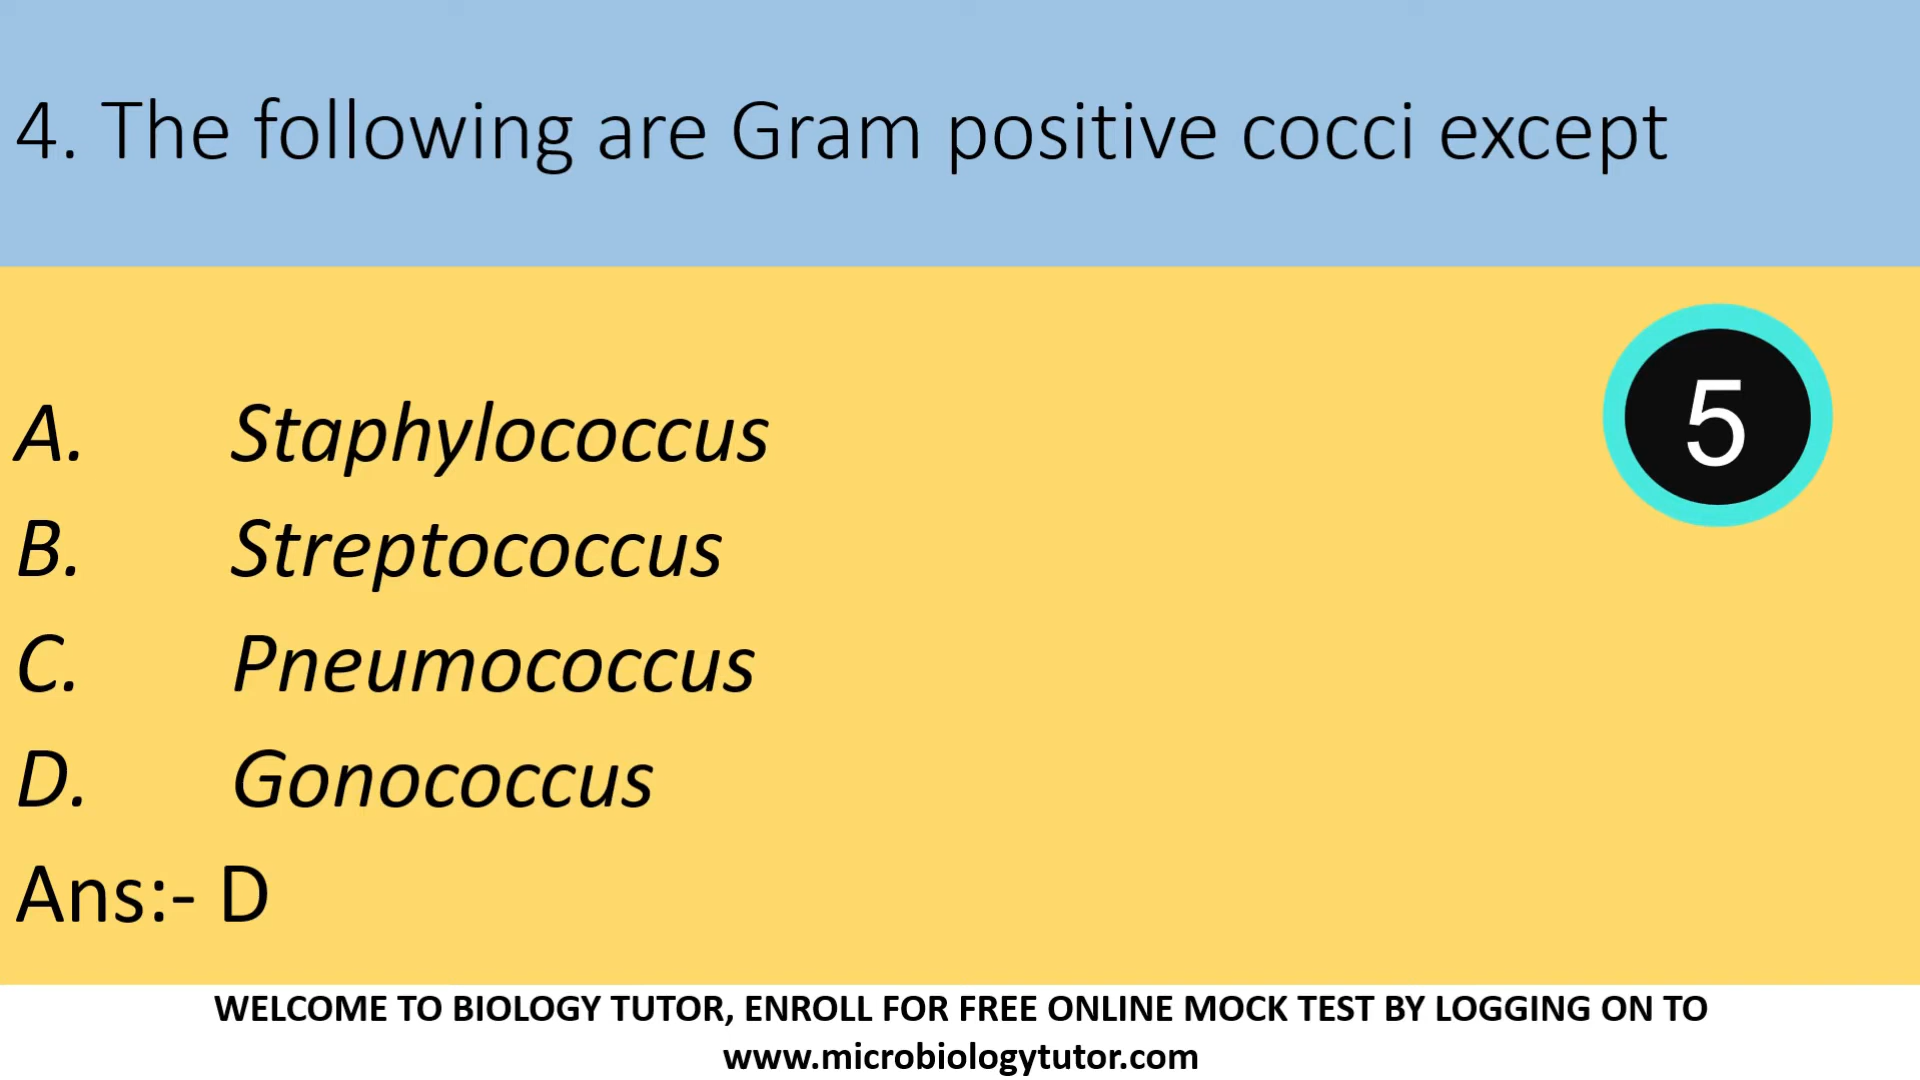 4. The following are Gram positive cocci except
5
A. Staphylococcus
B. Streptococcus
C. Pneumococcus
D. Gonococcus
Ans:- D
WELCOME TO BIOLOGY TUTOR, ENROLL FOR FREE ONLINE MOCK TEST BY LOGGING ON TO
www.microbiologytutor.com